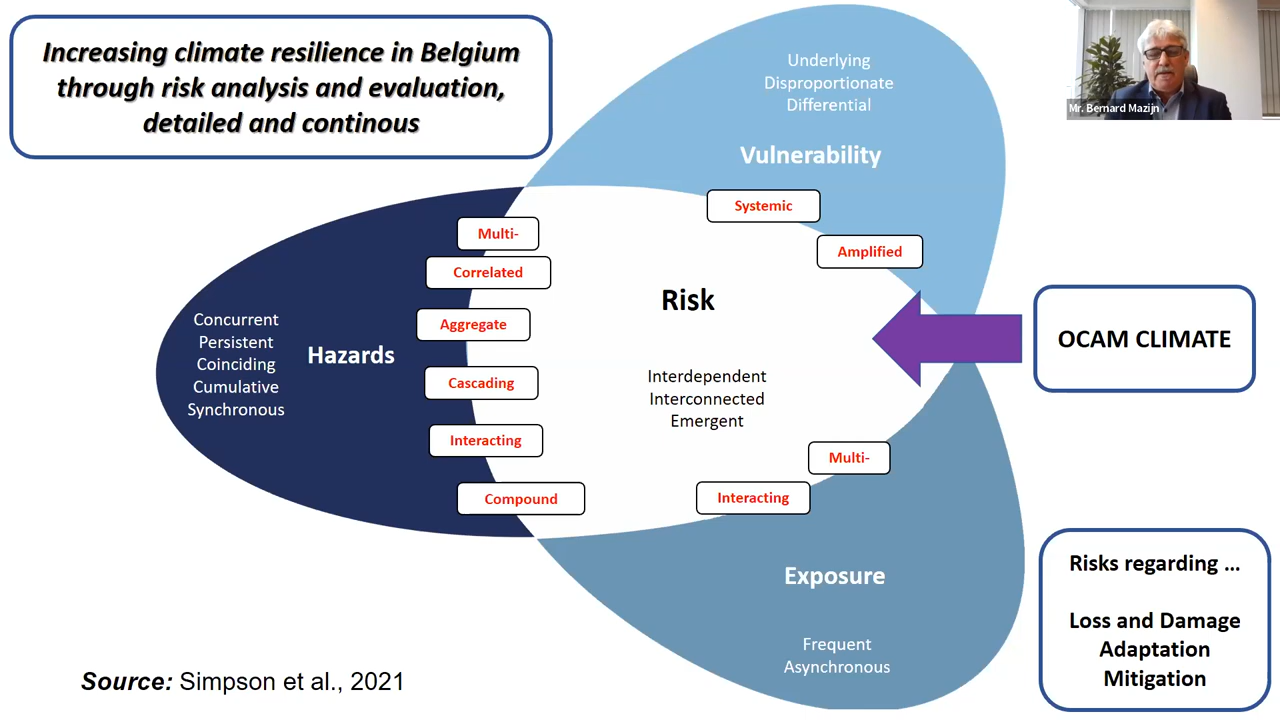 Increasing climate resilience in Belgium
through risk analysis and evaluation,
detailed and continous
Mr. Bernard Mazijn
Underlying
Disproportionate
Differential
Vulnerability
Systemic
Amplified
Multi-
Correlated
Aggregate
Cascading
Interacting
Compound
Concurrent
Persistent
Coinciding
Cumulative
Synchronous
Hazards
Risk
Interdependent
Interconnected
Emergent
OCAM CLIMATE
Multi-
Interacting
Exposure
Frequent
Asynchronous
Risks regarding ...
Loss and Damage
Adaptation
Mitigation
Source: Simpson et al., 2021